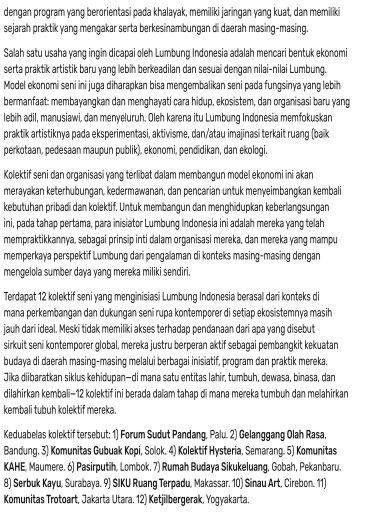 dengan program yang berorientasi pada khalayak, memiliki jaringan yang kuat, dan memiliki
sejarah praktik yang mengakar serta berkesinambungan di daerah masing-masing.
Salah satu usaha yang ingin dicapai oleh Lumbung Indonesia adalah mencari bentuk ekonomi
serta praktik artistik baru yang lebih berkeadilan dan sesuai dengan nilai-nilai Lumbung.
Model ekonomi seni ini juga diharapkan bisa mengembalikan seni pada fungsinya yang lebih
bermanfaat: membayangkan dan menghayati cara hidup, ekosistem, dan organisasi baru yang
lebih adil, manusiawi, dan menyeluruh. Oleh karena itu Lumbung Indonesia memfokuskan
praktik artistiknya pada eksperimentasi, aktivisme, dan/atau imajinasi terkait ruang (baik
perkotaan, pedesaan maupun publik), ekonomi, pendidikan, dan ekologi.
Kolektif seni dan organisasi yang terlibat dalam membangun model ekonomi ini akan
merayakan keterhubungan, kedermawanan, dan pencarian untuk menyeimbangkan kembali
kebutuhan pribadi dan kolektif. Untuk membangun dan menghidupkan keberlangsungan
ini, pada tahap pertama, para inisiator Lumbung Indonesia ini adalah mereka yang telah
mempraktikkannya, sebagai prinsip inti dalam organisasi mereka, dan mereka yang mampu
memperkaya perspektif Lumbung dari pengalaman di konteks masing-masing dengan
mengelola sumber daya yang mereka miliki sendiri.
Terdapat 12 kolektif seni yang menginisiasi Lumbung Indonesia berasal dari konteks di
mana perkembangan dan dukungan seni rupa kontemporer di setiap ekosistemnya masih
jauh dari ideal. Meski tidak memiliki akses terhadap pendanaan dari apa yang disebut
sirkuit seni kontemporer global, mereka justru berperan aktif sebagai pembangkit kekuatan
budaya di daerah masing-masing melalui berbagai inisiatif, program dan praktik mereka.
Jika diibaratkan siklus kehidupan—di mana satu entitas lahir, tumbuh, dewasa, binasa, dan
dilahirkan kembali—12 kolektif ini berada dalam tahap di mana mereka tumbuh dan melahirkan
kembali tubuh kolektif mereka.
Keduabelas kolektif tersebut: 1) Forum Sudut Pandang, Palu. 2) Gelanggang Olah Rasa,
Bandung. 3) Komunitas Gubuak Kopi, Solok. 4) Kolektif Hysteria, Semarang. 5) Komunitas
KAHE, Maumere. 6) Pasirputih, Lombok. 7) Rumah Budaya Sikukeluang, Gobah, Pekanbaru.
8) Serbuk Kayu, Surabaya. 9) SIKU Ruang Terpadu, Makassar. 10) Sinau Art, Cirebon. 11)
Komunitas Trotoart, Jakarta Utara. 12) Ketjilbergerak, Yogyakarta.